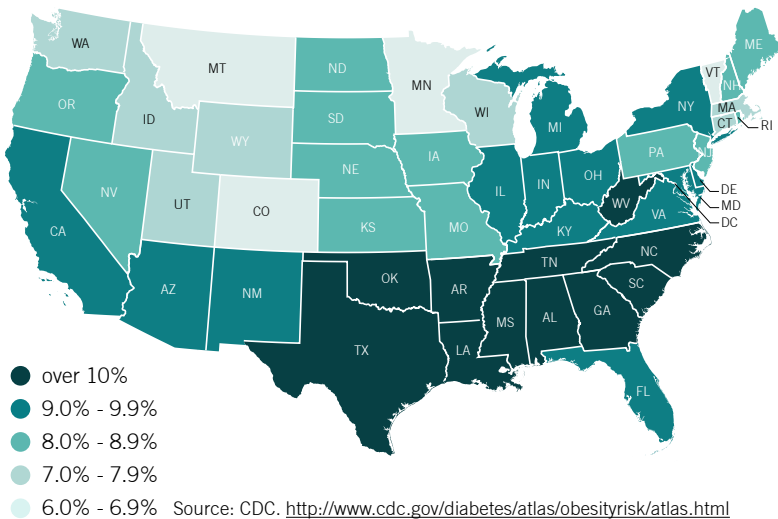 WA
MT
ND
MN
ME
VT
NH
OR
ID
WY
SD
WI
MI
NY
MA
CT
RI
NV
UT
CO
NE
IA
IL
IN
OH
PA
NJ
CA
AZ
NM
KS
MO
KY
WV
VA
DE
MD
DC
OK
AR
TN
NC
SC
TX
LA
MS
AL
GA
FL
over 10%
9.0% - 9.9%
8.0% - 8.9%
7.0% - 7.9%
6.0% - 6.9% Source: CDC. http://www.cdc.gov/diabetes/atlas/obesityrisk/atlas.html